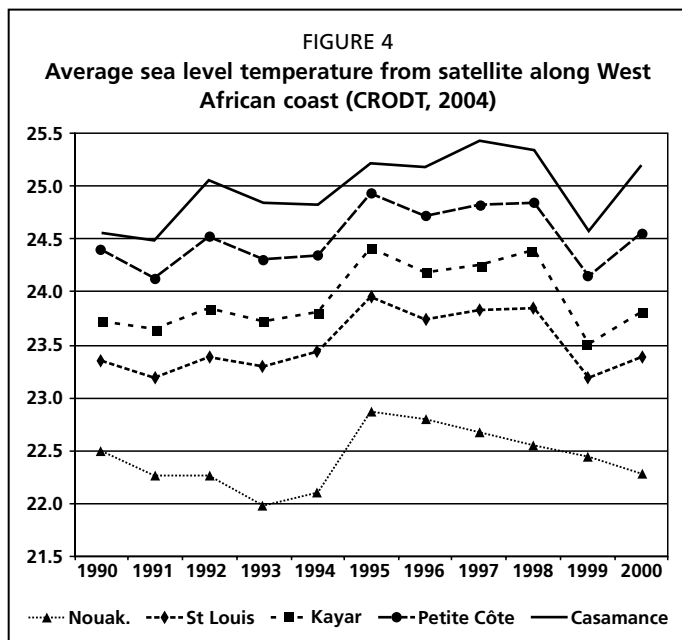 FIGURE 4
Average sea level temperature from satellite along West
African coast (CRODT, 2004)
25.5
25.0
24.5
24.0
23.5
23.0
22.5
22.0
21.5
1990 1991 1992 1993 1994 1995 1996 1997 1998 1999 2000
Nouak. St Louis Kayar Petite Côte Casamance